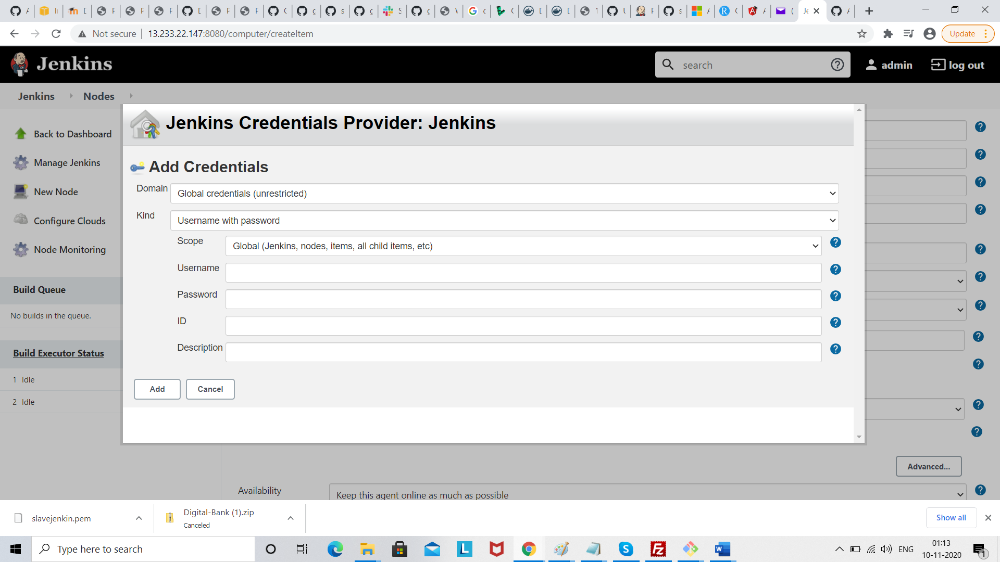 Not secure
13.233.22.147:8080/computer/createItem
Update
Jenkins
search
admin
log out
Jenkins
Nodes
Back to Dashboard
Manage Jenkins
New Node
Configure Clouds
Node Monitoring
Build Queue
No builds in the queue.
Build Executor Status
1 Idle
2 Idle
Jenkins Credentials Provider: Jenkins
Add Credentials
Domain
Global credentials (unrestricted)
Kind
Username with password
Scope
Global (Jenkins, nodes, items, all child items, etc)
Username
Password
ID
Description
Add
Cancel
Advanced...
Availability
Keep this agent online as much as possible
slavejenkin.pem
Digital-Bank (1).zip
Canceled
Show all
Type here to search
ENG
01:13
10-11-2020
1